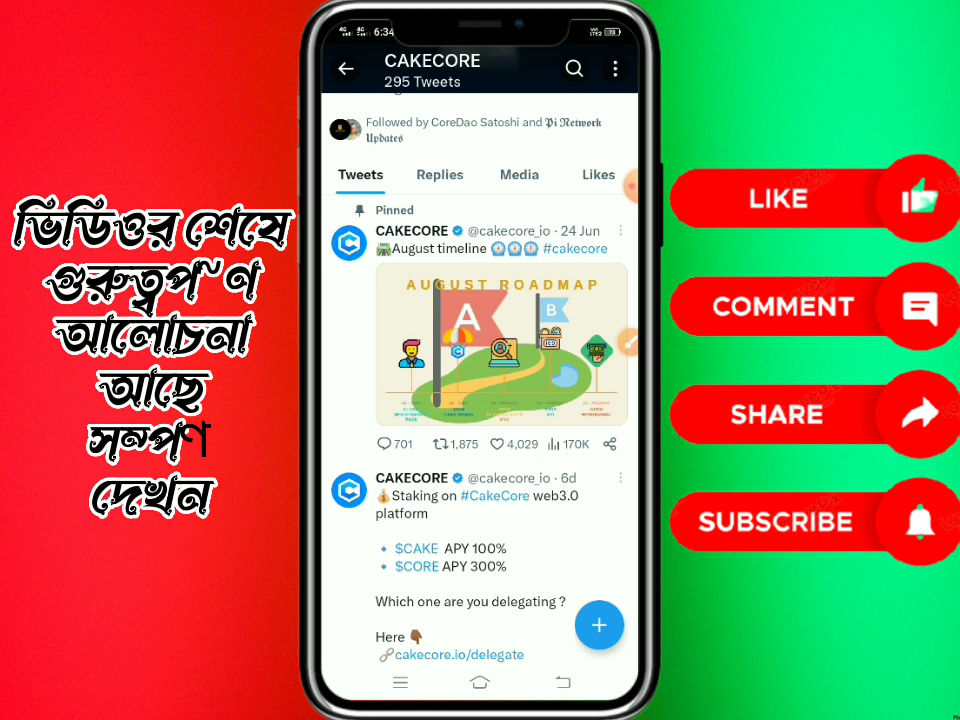 ভিডিওর শেষে
গুরুত্বপূণ
আলোচনা
আছে
সম্পণ
দেখন
6:34
CAKECORE
295 Tweets
Followed by CoreDao Satoshi and Pi Network
Updates
Tweets Replies Media Likes
Pinned
CAKECORE @cakecore_io · 24 Jun
August timeline #cakecore
AUGUST ROADMAP
A
B
701 1,875 4,029 170K
CAKECORE @cakecore_io · 6d
Staking on #CakeCore web3.0
platform
$CAKE APY 100%
$CORE APY 300%
Which one are you delegating ?
Here
cakecore.io/delegate
LIKE
COMMENT
SHARE
SUBSCRIBE